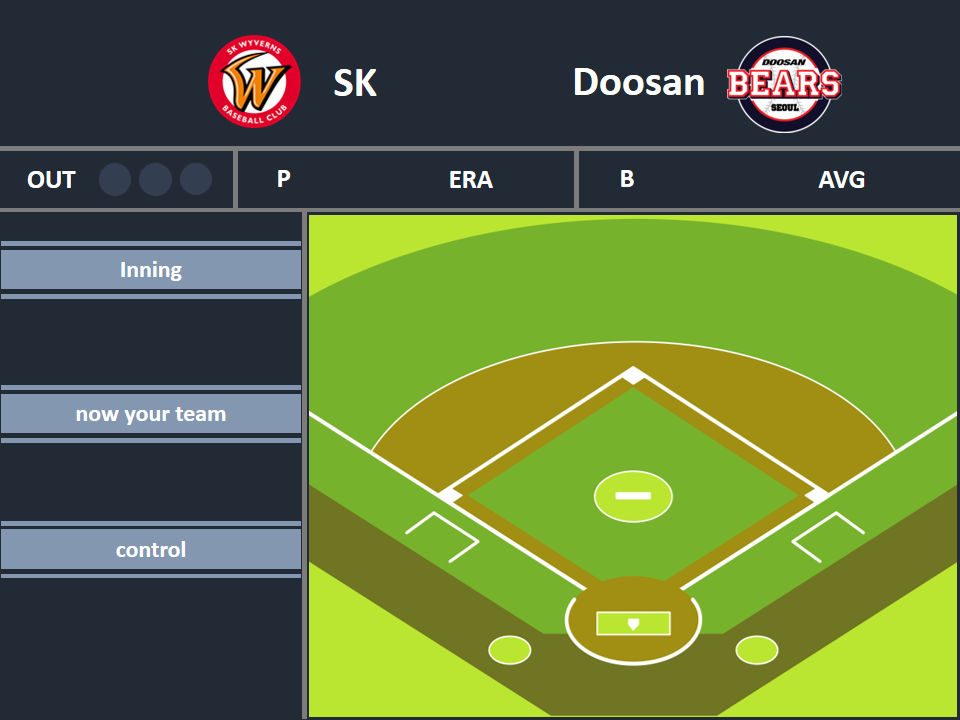 SK WYVERNS
BASEBALL CLUB
SK
Doosan
DOOSAN
BEARS
SEOUL
OUT
P
ERA
B
AVG
Inning
now your team
control